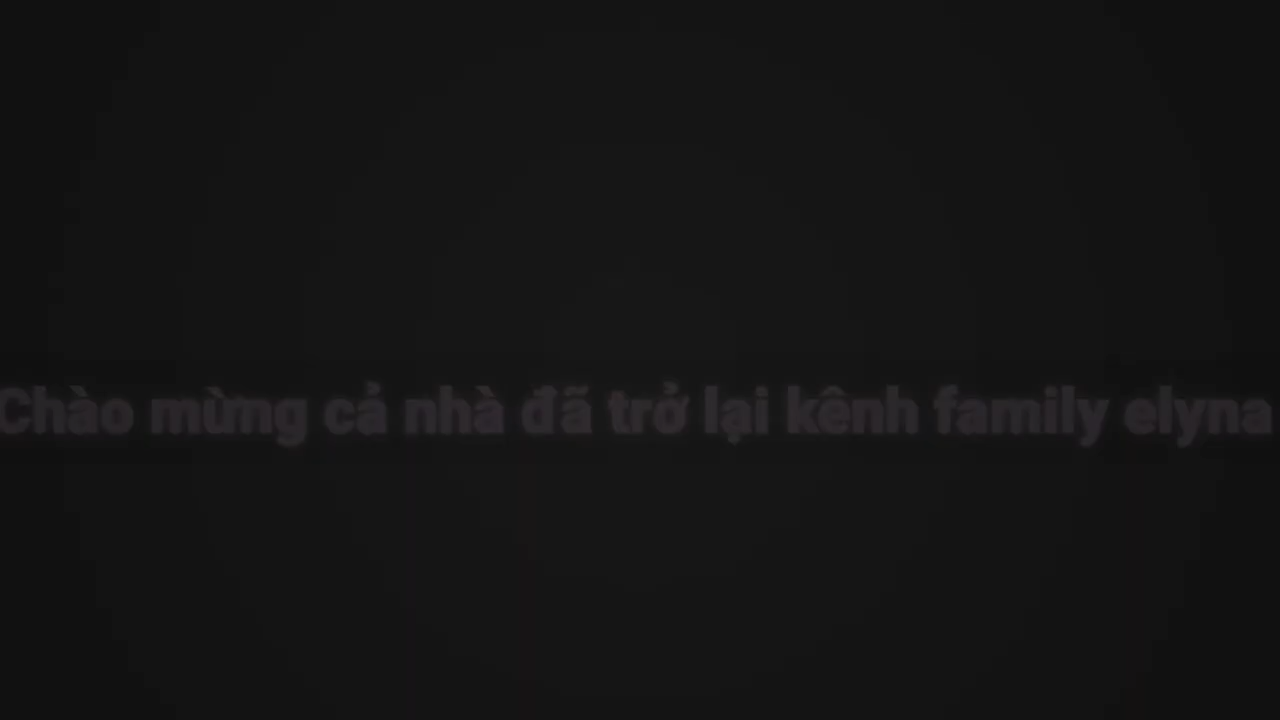 Chào mừng cả nhà đã trở lại kênh family elyna